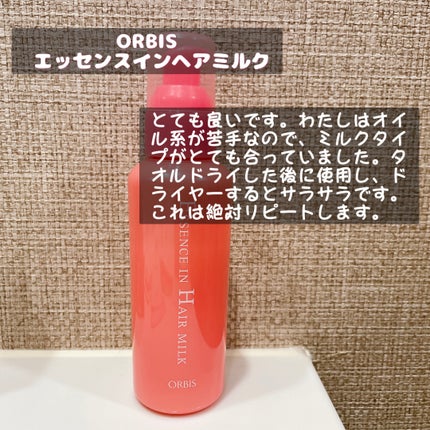 ORBIS
エッセンスインヘアミルク
とても良いです。わたしはオイ
ル系が苦手なので、ミルクタイ
プがとても合っていました。タ
オルドライした後に使用し、ド
ライヤーするとサラサラです。
これは絶対リピートします。
SENCE IN HAIR MILK
ORBIS